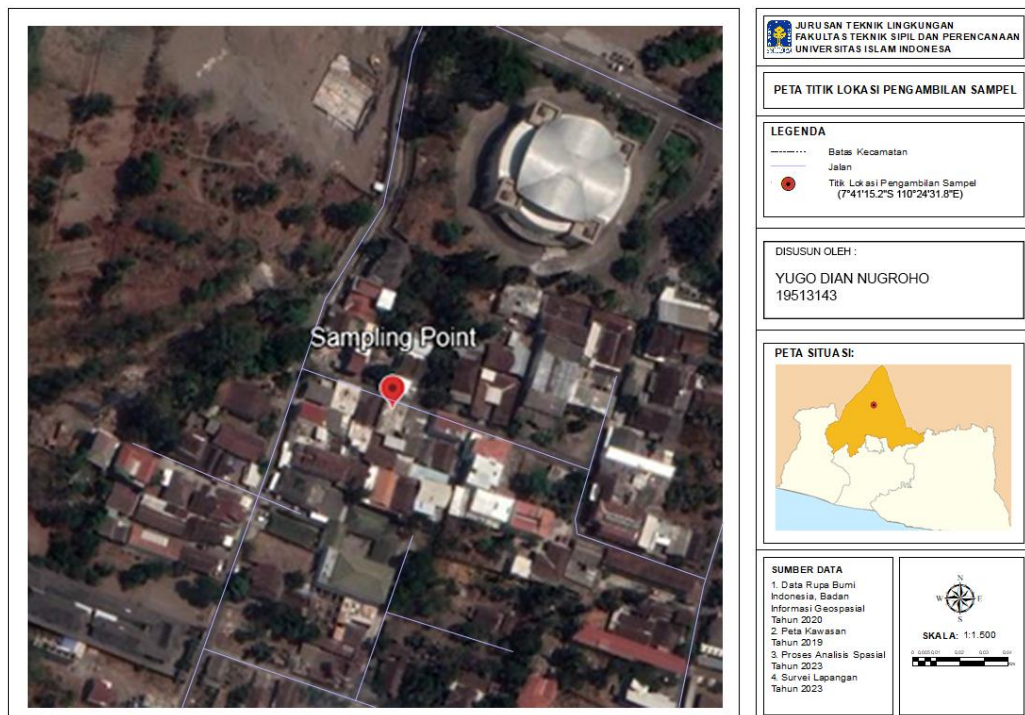 Sampling Point
JURUSAN TEKNIK LINGKUNGAN
FAKULTAS TEKNIK SIPIL DAN PERENCANAAN
UNIVERSITAS ISLAM INDONESA
PETA TITIK LOKASI PENGAMBILAN SAMPEL
LEGENDA
Batas Kecamatan
Jalan
Titik Lokasi Pengambilan Sampel
(7°41'15.2"S 110°24'31.8"E)
DISUSUN OLEH :
YUGO DIAN NUGROHO
19513143
PETA SITUASI:
SUMBER DATA
1. Data Rupa Bumi
Indonesia, Badan
Informasi Geospasial
Tahun 2020
2. Peta Kawasan
Tahun 2019
3. Proses Analisis Spasial
Tahun 2023
4. Survei Lapangan
Tahun 2023
N
W E
S
SKALA: 1:1.500